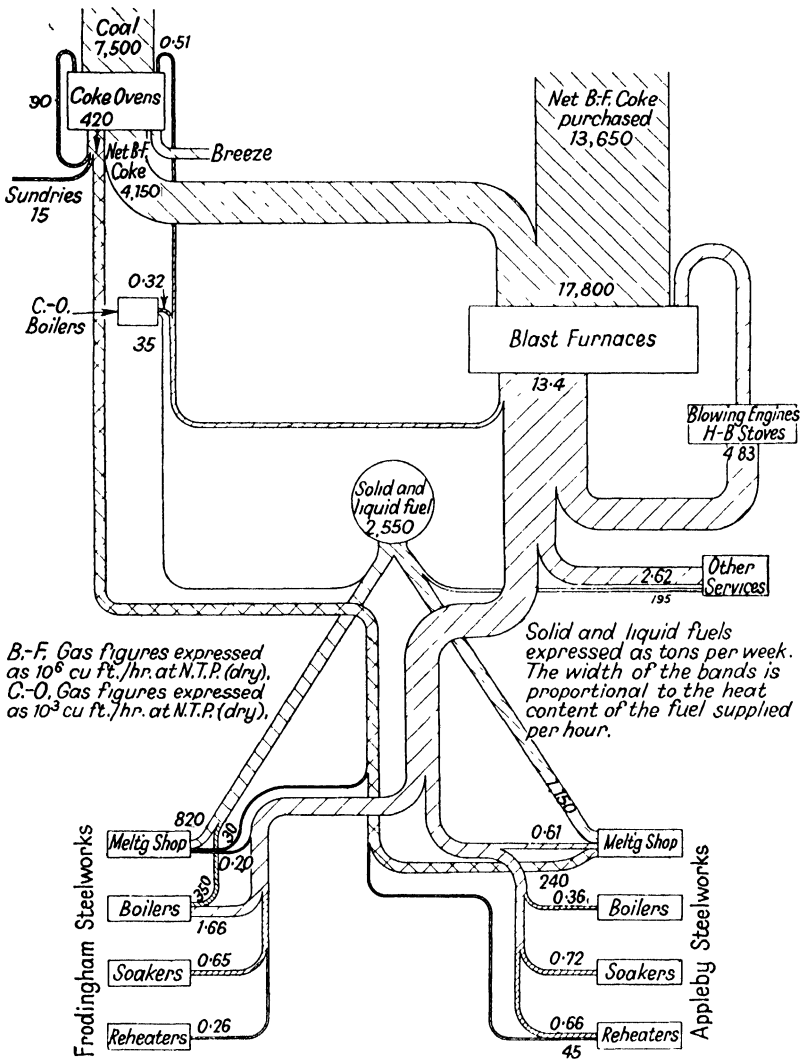 Coal
7,500
0·51
90
Coke Ovens
420
Net B-F.
Coke
4,150
Breeze
Sundries
15
Net B-F. Coke
purchased
13,650
0·32
C.-O.
Boilers
35
17,800
Blast Furnaces
13·4
Blowing Engines
H-B Stoves
4 83
Solid and
liquid fuel
2,550
2·62
195
Other
Services
B.-F. Gas figures expressed
as 10⁶ cu ft./hr. at N.T.P. (dry).
C.-O. Gas figures expressed
as 10³ cu ft./hr. at N.T.P. (dry).
Solid and liquid fuels
expressed as tons per week.
The width of the bands is
proportional to the heat
content of the fuel supplied
per hour.
Frodingham Steelworks
820
Melt'g Shop
30
0·20
350
Boilers
1·66
0·65
Soakers
0·26
Reheaters
1,150
0·61
Melt'g Shop
240
0·36
Boilers
0·72
Soakers
0·66
Reheaters
45
Appleby Steelworks